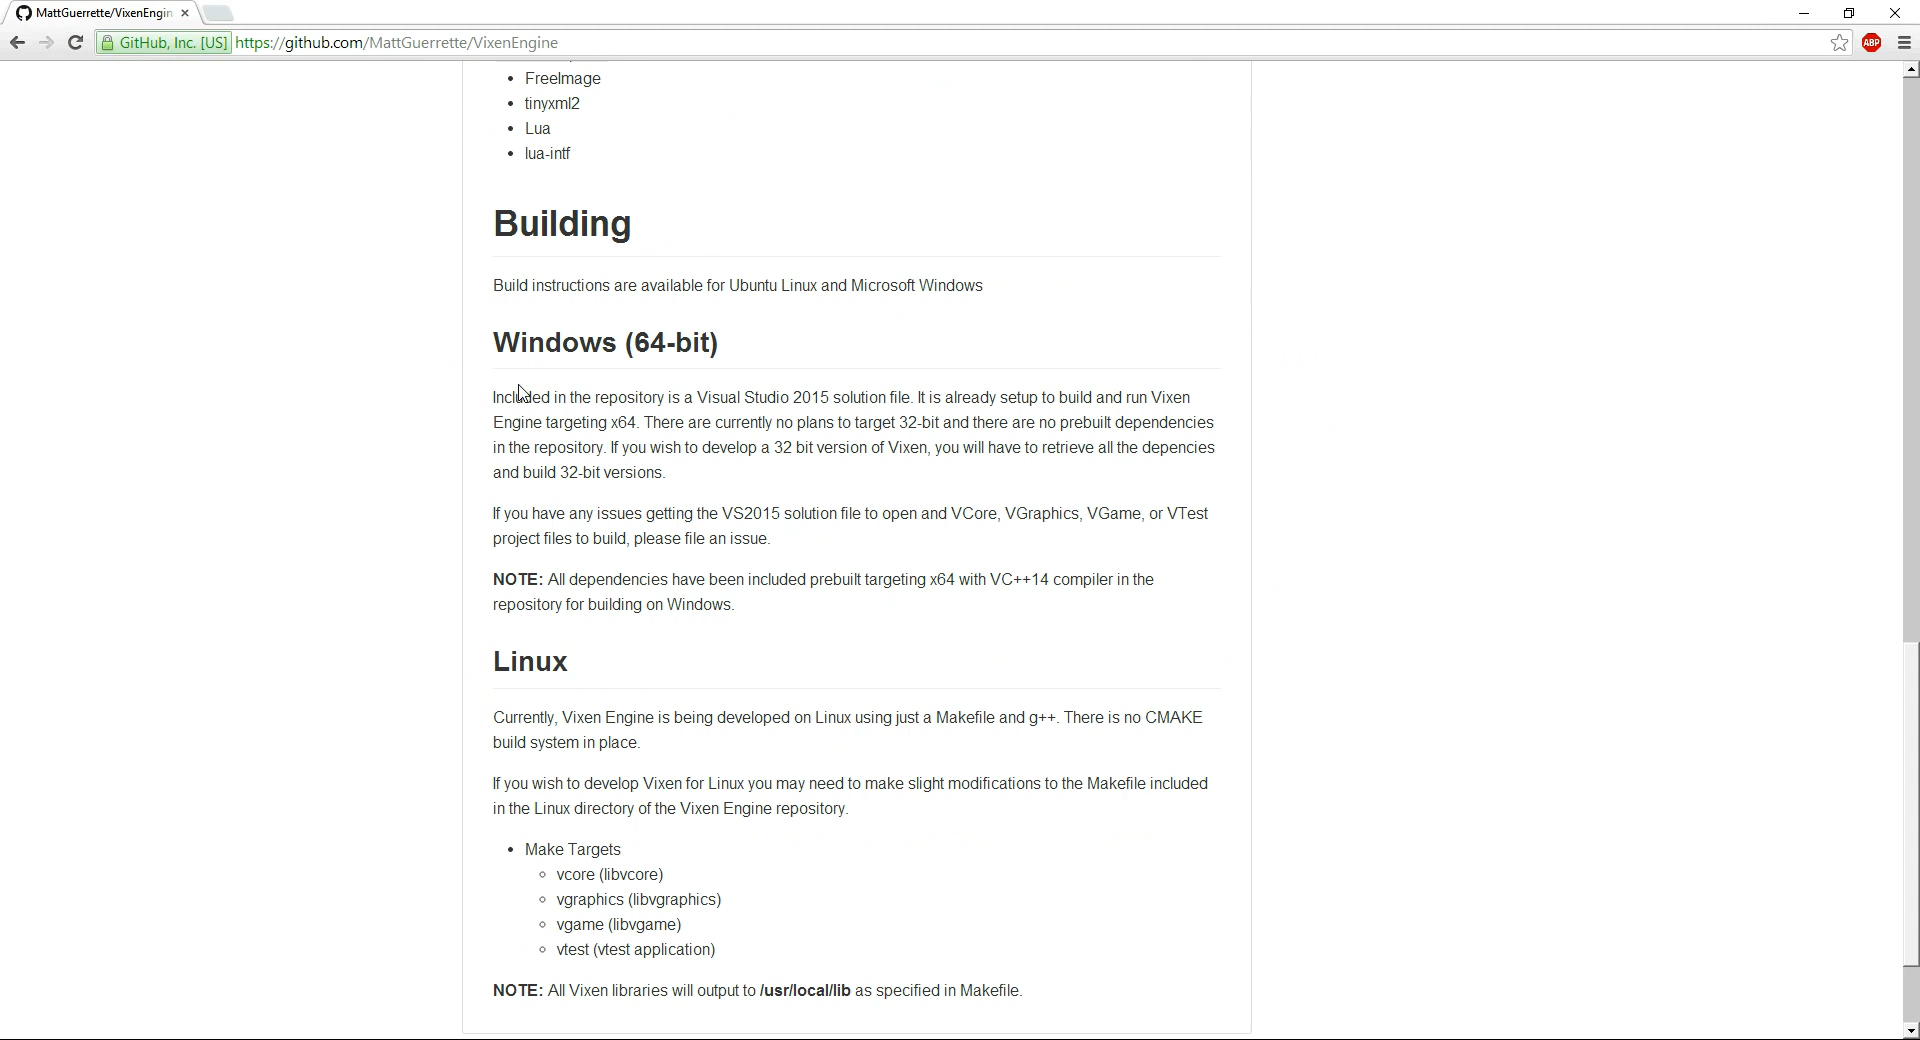 MattGuerrette/VixenEngin
GitHub, Inc. [US] https://github.com/MattGuerrette/VixenEngine
ABP
FreeImage
tinyxml2
Lua
lua-intf
Building
Build instructions are available for Ubuntu Linux and Microsoft Windows
Windows (64-bit)
Included in the repository is a Visual Studio 2015 solution file. It is already setup to build and run Vixen
Engine targeting x64. There are currently no plans to target 32-bit and there are no prebuilt dependencies
in the repository. If you wish to develop a 32 bit version of Vixen, you will have to retrieve all the depencies
and build 32-bit versions.
If you have any issues getting the VS2015 solution file to open and VCore, VGraphics, VGame, or VTest
project files to build, please file an issue.
NOTE: All dependencies have been included prebuilt targeting x64 with VC++14 compiler in the
repository for building on Windows.
Linux
Currently, Vixen Engine is being developed on Linux using just a Makefile and g++. There is no CMAKE
build system in place.
If you wish to develop Vixen for Linux you may need to make slight modifications to the Makefile included
in the Linux directory of the Vixen Engine repository.
Make Targets
vcore (libvcore)
vgraphics (libvgraphics)
vgame (libvgame)
vtest (vtest application)
NOTE: All Vixen libraries will output to /usr/local/lib as specified in Makefile.